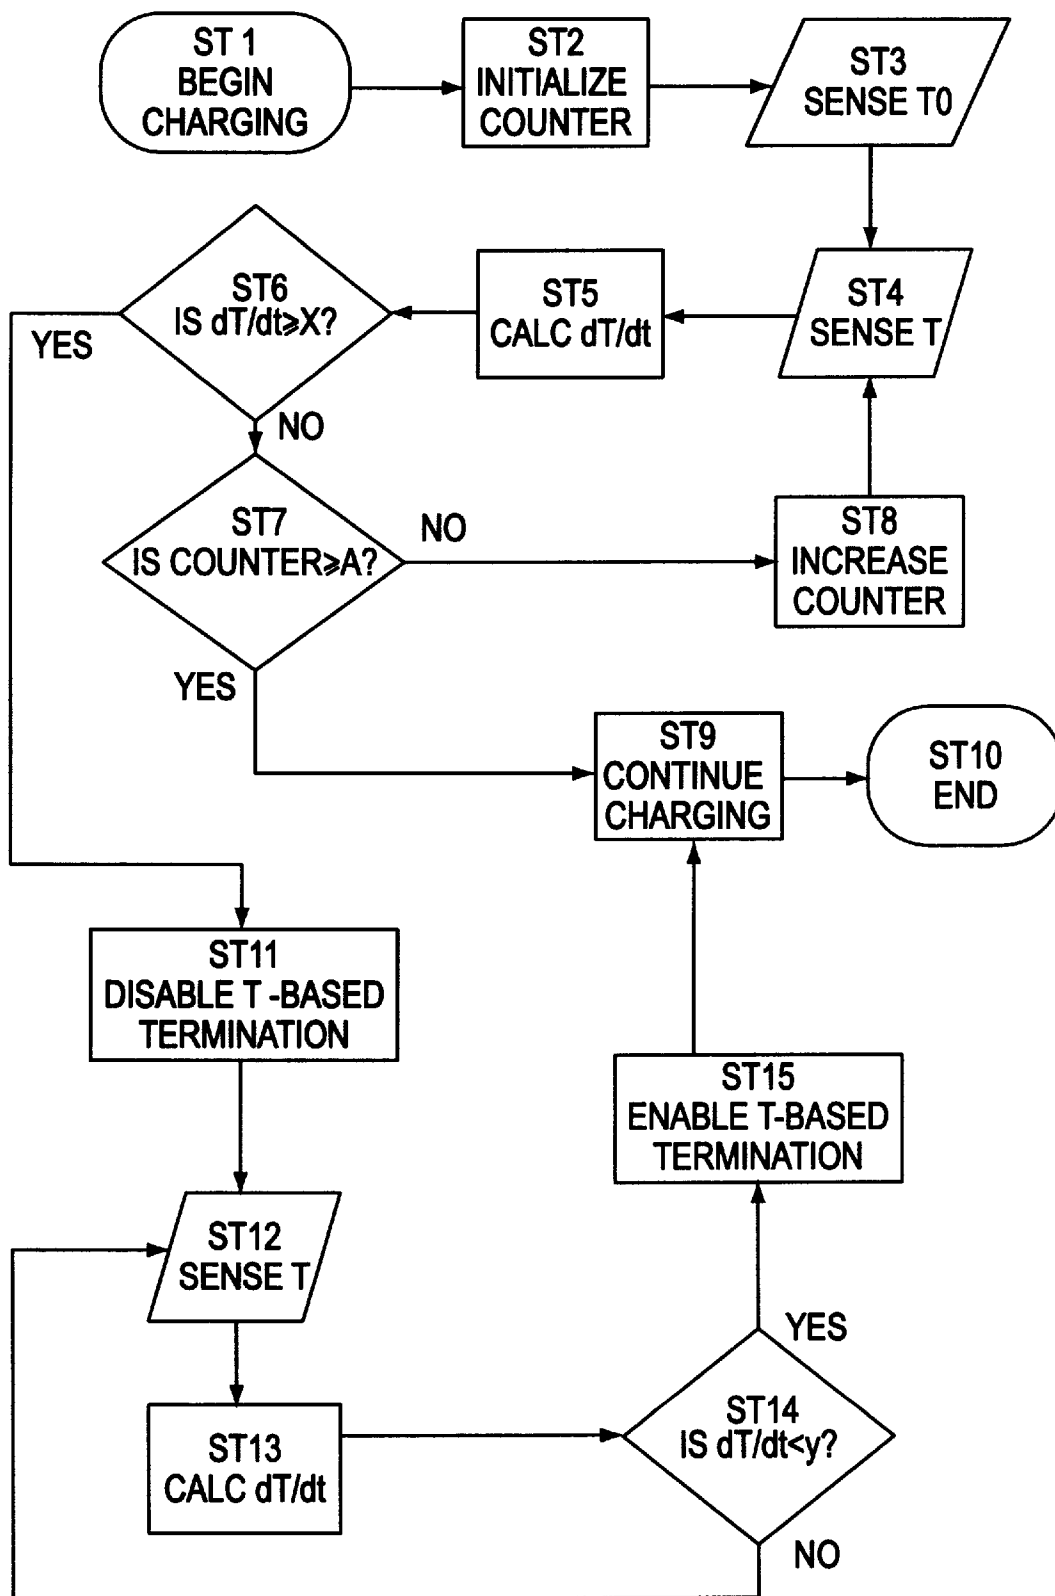 ST 1
BEGIN
CHARGING
ST2
INITIALIZE
COUNTER
ST3
SENSE T0
ST4
SENSE T
ST5
CALC dT/dt
ST6
IS dT/dt⩾X?
YES
NO
ST7
IS COUNTER⩾A?
NO
ST8
INCREASE
COUNTER
YES
ST9
CONTINUE
CHARGING
ST10
END
ST11
DISABLE T -BASED
TERMINATION
ST12
SENSE T
ST13
CALC dT/dt
ST14
IS dT/dt<y?
YES
NO
ST15
ENABLE T-BASED
TERMINATION